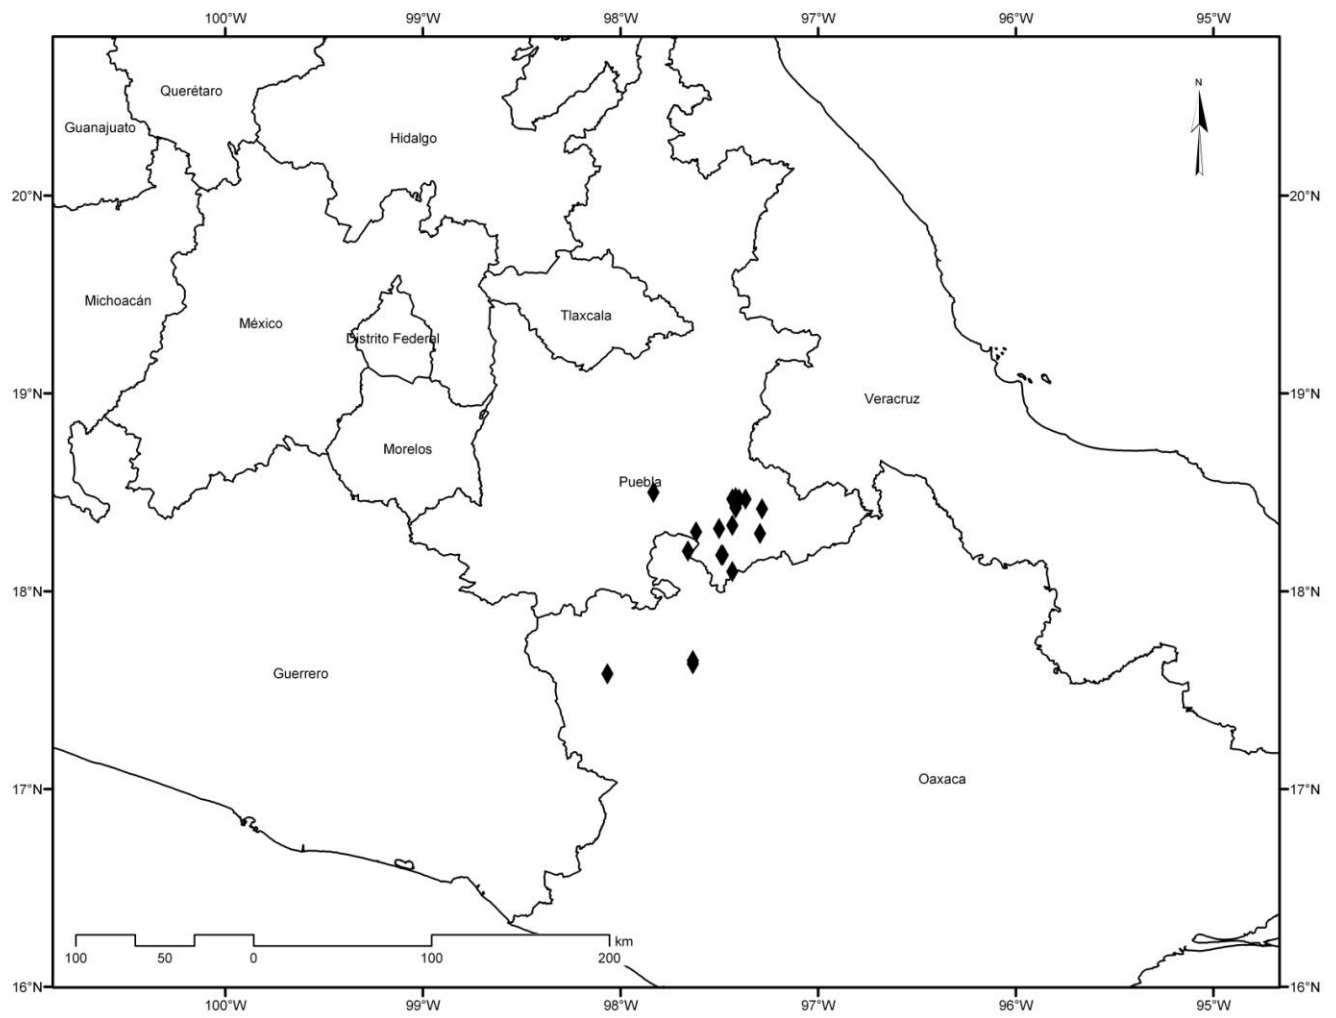 100°W 99°W 98°W 97°W 96°W 95°W
N
Querétaro
Guanajuato
Hidalgo
20°N 20°N
Michoacán
Tlaxcala
México
Distrito Federal
19°N 19°N
Veracruz
Morelos
Puebla
18°N 18°N
Guerrero
Oaxaca
17°N 17°N
km
100 50 0 100 200
16°N 16°N
100°W 99°W 98°W 97°W 96°W 95°W